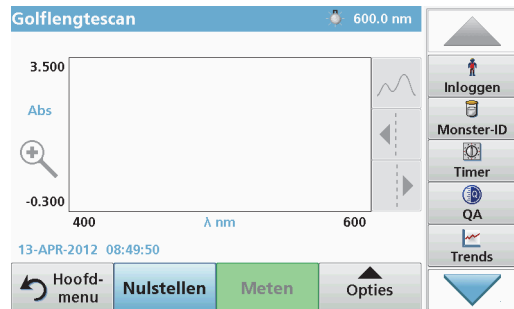 Golflengtescan 600.0 nm
3.500
Abs
-0.300
400 λ nm 600
13-APR-2012 08:49:50
Hoofd-
menu
Nulstellen
Meten
Opties
Inloggen
Monster-ID
Timer
QA
Trends